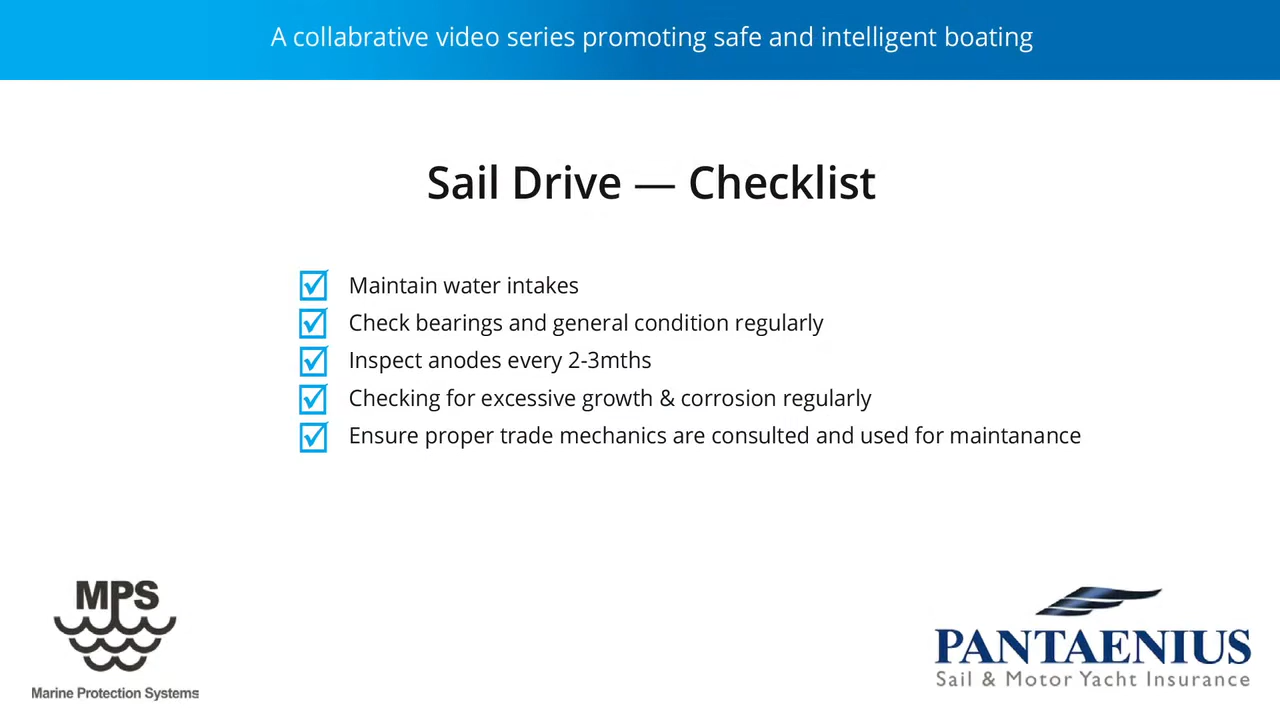 A collabrative video series promoting safe and intelligent boating
Sail Drive — Checklist
Maintain water intakes
Check bearings and general condition regularly
Inspect anodes every 2-3mths
Checking for excessive growth & corrosion regularly
Ensure proper trade mechanics are consulted and used for maintanance
MPS
Marine Protection Systems
PANTAENIUS
Sail & Motor Yacht Insurance